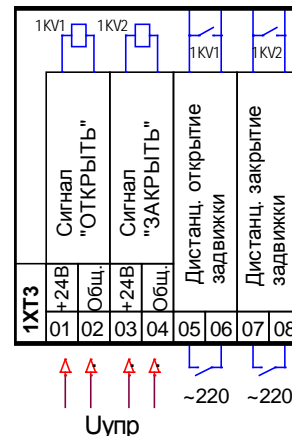 1KV1
1KV2
1KV1
1KV2
Сигнал
"ОТКРЫТЬ"
Сигнал
"ЗАКРЫТЬ"
Дистанц. открытие
задвижки
Дистанц. закрытие
задвижки
1XT3
+24В
Общ.
+24В
Общ.
01 02 03 04 05 06 07 08
~220 ~220
Uупр